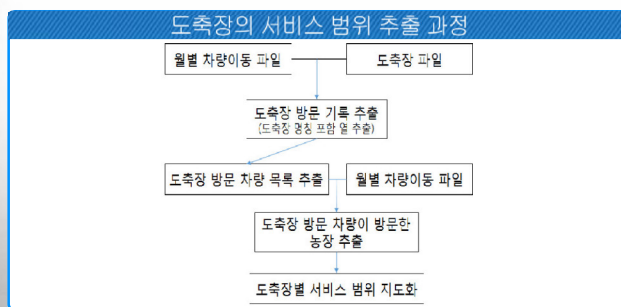 도축장의 서비스 범위 추출 과정
월별 차량이동 파일
도축장 파일
도축장 방문 기록 추출
(도축장 명칭 포함 열 추출)
도축장 방문 차량 목록 추출
월별 차량이동 파일
도축장 방문 차량이 방문한
농장 추출
도축장별 서비스 범위 지도화